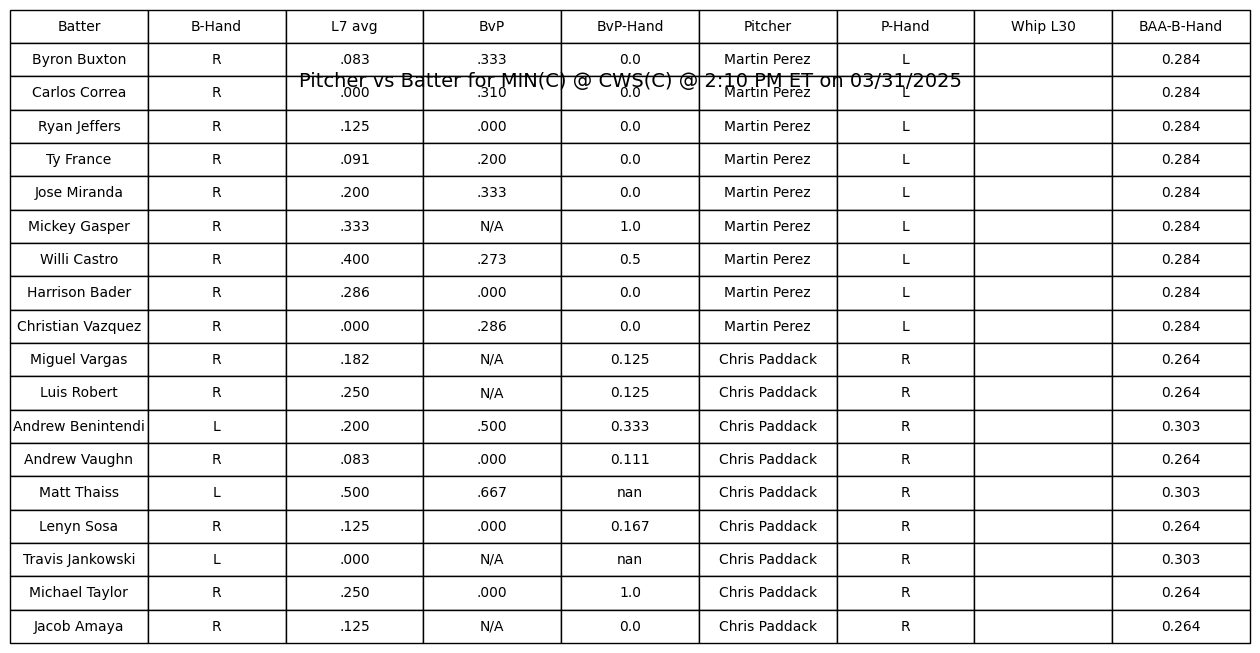 Batter B-Hand L7 avg BvP BvP-Hand Pitcher P-Hand Whip L30 BAA-B-Hand
Byron Buxton R .083 .333 0.0 Martin Perez L 0.284
Pitcher vs Batter for MIN(C) @ CWS(C) @ 2:10 PM ET on 03/31/2025
Carlos Correa R .000 .310 0.0 Martin Perez L 0.284
Ryan Jeffers R .125 .000 0.0 Martin Perez L 0.284
Ty France R .091 .200 0.0 Martin Perez L 0.284
Jose Miranda R .200 .333 0.0 Martin Perez L 0.284
Mickey Gasper R .333 N/A 1.0 Martin Perez L 0.284
Willi Castro R .400 .273 0.5 Martin Perez L 0.284
Harrison Bader R .286 .000 0.0 Martin Perez L 0.284
Christian Vazquez R .000 .286 0.0 Martin Perez L 0.284
Miguel Vargas R .182 N/A 0.125 Chris Paddack R 0.264
Luis Robert R .250 N/A 0.125 Chris Paddack R 0.264
Andrew Benintendi L .200 .500 0.333 Chris Paddack R 0.303
Andrew Vaughn R .083 .000 0.111 Chris Paddack R 0.264
Matt Thaiss L .500 .667 nan Chris Paddack R 0.303
Lenyn Sosa R .125 .000 0.167 Chris Paddack R 0.264
Travis Jankowski L .000 N/A nan Chris Paddack R 0.303
Michael Taylor R .250 .000 1.0 Chris Paddack R 0.264
Jacob Amaya R .125 N/A 0.0 Chris Paddack R 0.264